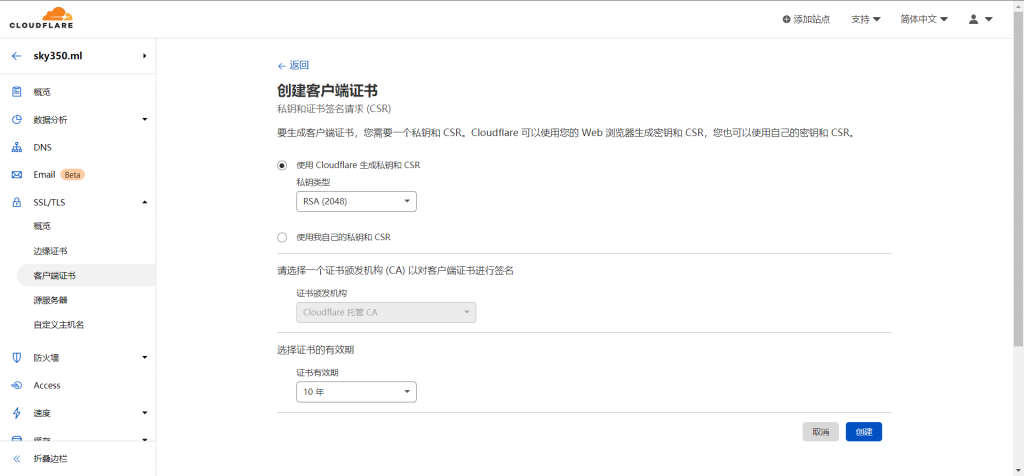 CLOUDFLARE
添加站点
支持
简体中文
sky350.ml
概览
数据分析
DNS
Email Beta
SSL/TLS
概览
边缘证书
客户端证书
源服务器
自定义主机名
防火墙
Access
速度
缓存
折叠边栏
返回
创建客户端证书
私钥和证书签名请求 (CSR)
要生成客户端证书，您需要一个私钥和 CSR。Cloudflare 可以使用您的 Web 浏览器生成密钥和 CSR，您也可以使用自己的密钥和 CSR。
使用 Cloudflare 生成私钥和 CSR
私钥类型
RSA (2048)
使用我自己的私钥和 CSR
请选择一个证书颁发机构 (CA) 以对客户端证书进行签名
证书颁发机构
Cloudflare 托管 CA
选择证书的有效期
证书有效期
10 年
取消
创建